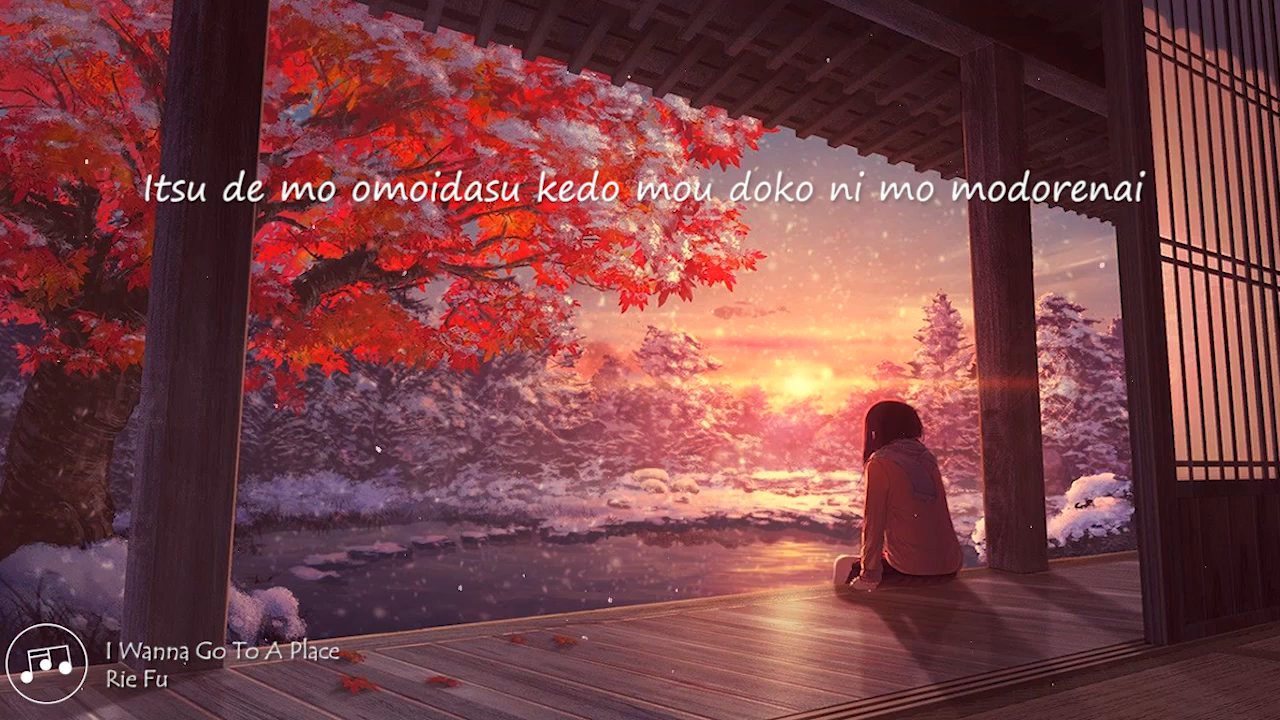 Itsu de mo omoidasu kedo mou doko ni mo modorenai
I Wanna Go To A Place
Rie Fu